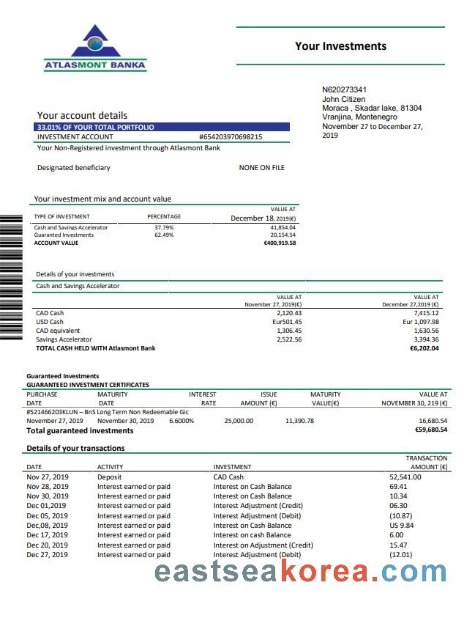 Your Investments
ATLASMONT BANKA
N620273341
John Citizen
Moraca , Skadar lake, 81304
Vranjina, Montenegro
November 27 to December 27,
2019
Your account details
33.01% OF YOUR TOTAL PORTFOLIO
INVESTMENT ACCOUNT #654203970698215
Your Non-Registered investment through Atlasmont Bank
Designated beneficiary NONE ON FILE
Your investment mix and account value
VALUE AT
TYPE OF INVESTMENT PERCENTAGE December 18, 2019(€)
Cash and Savings Accelerator 37.79% 41,854.04
Guaranted Investments 62.49% 20,154.54
ACCOUNT VALUE €400,919.58
Details of your investments
Cash and Savings Accelerator
VALUE AT VALUE AT
November 27, 2019(€) December 27,2019(€)
CAD Cash 2,120.43 7,415.12
USD Cash Eur501.45 Eur 1,097.98
CAD equivalent 1,306.45 1,630.56
Savings Accelerator 2,522.56 3,394.36
TOTAL CASH HELD WITH Atlasmont Bank €6,202.04
Guaranteed Investments
GUARANTEED INVESTMENT CERTIFICATES
PURCHASE MATURITY INTEREST ISSUE MATURITY VALUE AT
DATE DATE RATE AMOUNT (€) VALUE(€) NOVEMBER 30, 219 (€)
#521466203KLUN – BnS Long Term Non Redeemable Gic
November 27, 2019 November 30, 2019 6.6000% 25,000.00 11,390.78 16,680.54
Total guaranteed investments €59,680.54
Details of your transactions
TRANSACTION
DATE ACTIVITY INVESTMENT AMOUNT (€)
Nov 27, 2019 Deposit CAD Cash 52,541.00
Nov 28, 2019 Interest earned or paid Interest on Cash Balance 69.41
Nov 30, 2019 Interest earned or paid Interest on Cash Balance 10.34
Dec 01,2019 Interest earned or paid Interest Adjustment (Credit) 06.30
Dec 05, 2019 Interest earned or paid Interest Adjustment (Debit) (10.87)
Dec,08, 2019 Interest earned or paid Interest on Cash Balance US 9.84
Dec 17, 2019 Interest earned or paid Interest on cash Balance 6.00
Dec 20, 2019 Interest earned or paid Interest on Adjustment (Credit) 15.47
Dec 27, 2019 Interest earned or paid Interest Adjustment (Debit) (12.01)
eastseakorea.com